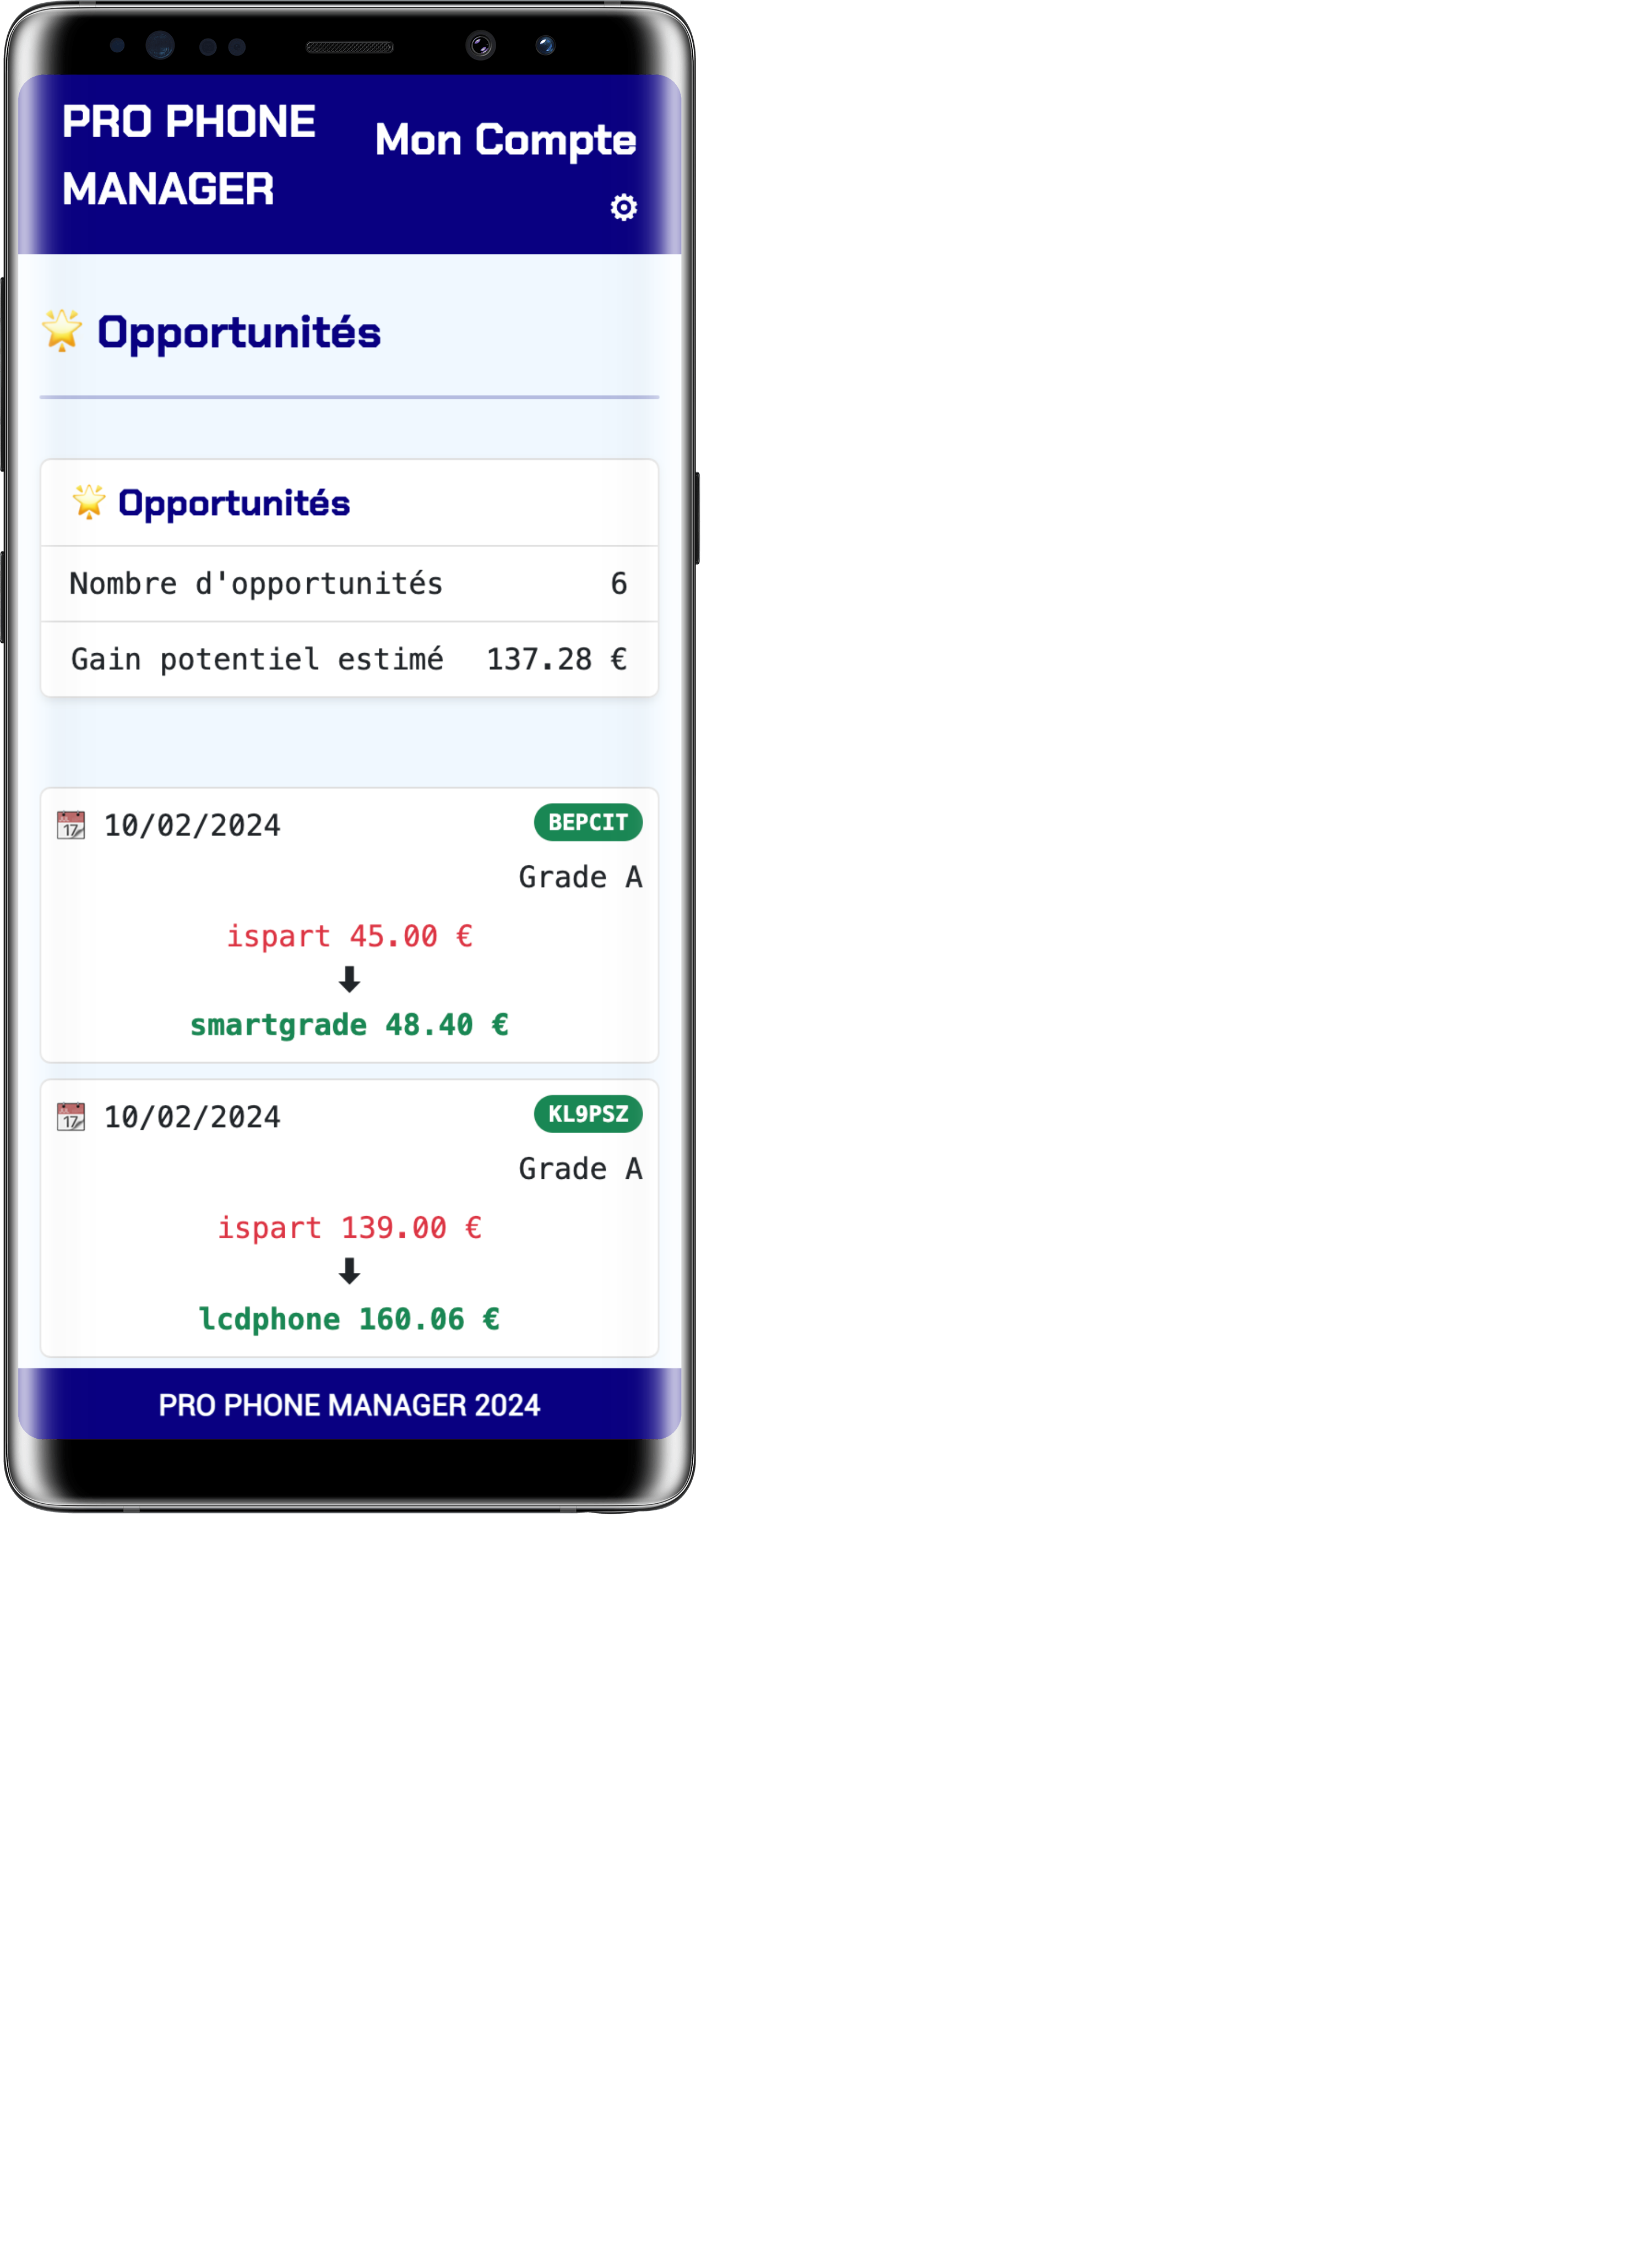 PRO PHONE
MANAGER
Mon Compte
Opportunités
Opportunités
Nombre d'opportunités 6
Gain potentiel estimé 137.28 €
17
10/02/2024 BEPCIT
Grade A
ispart 45.00 €
smartgrade 48.40 €
17
10/02/2024 KL9PSZ
Grade A
ispart 139.00 €
lcdphone 160.06 €
PRO PHONE MANAGER 2024